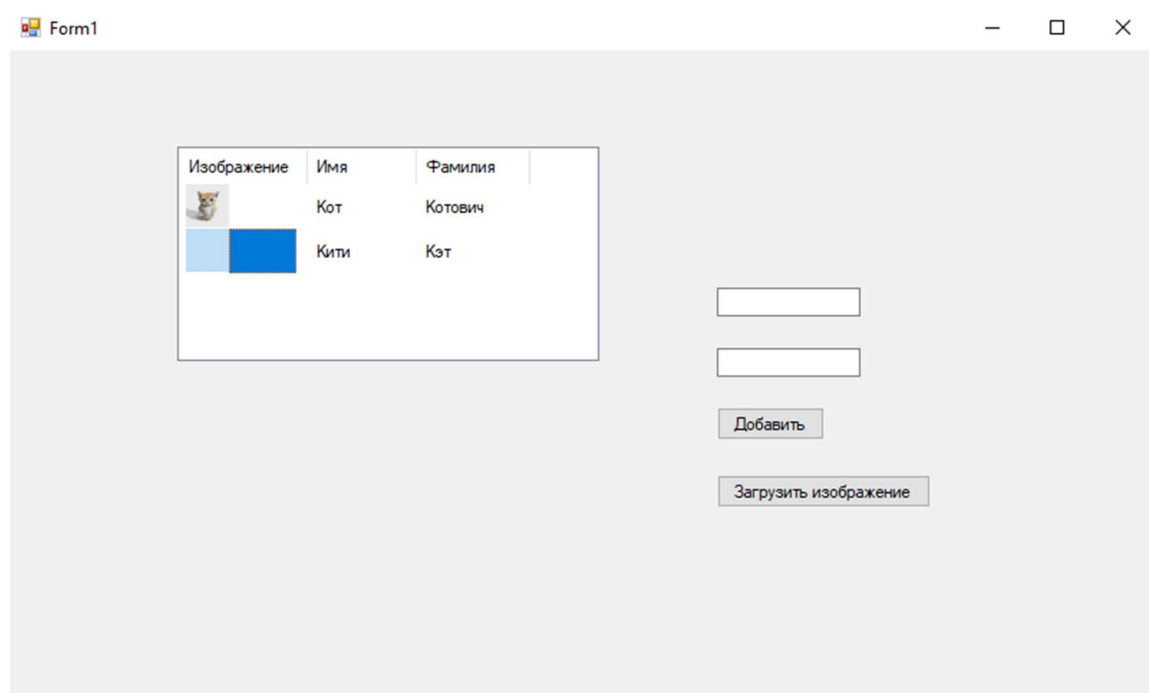 Form1
Изображение Имя Фамилия
Кот Котович
Кити Кэт
Добавить
Загрузить изображение